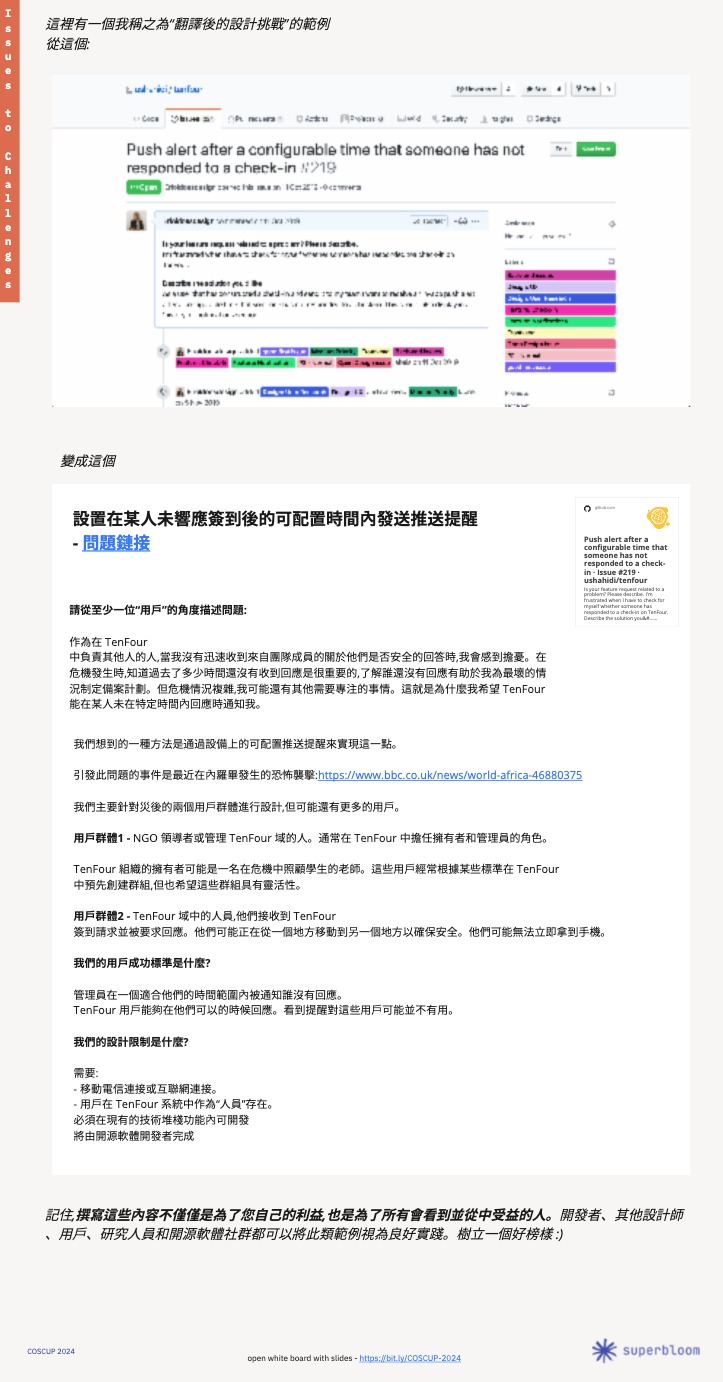 Issues to Challenges
這裡有一個我稱之為“翻譯後的設計挑戰”的範例
從這個:
ushahidi / tenfour
Code Issues Pull requests Actions Projects Wiki Security Insights Settings
Push alert after a configurable time that someone has not
responded to a check-in #219
Open
Is your feature request related to a problem? Please describe.
Describe the solution you'd like
變成這個
設置在某人未響應簽到後的可配置時間內發送推送提醒
- 問題鏈接
github.com
Push alert after a
configurable time that
someone has not
responded to a check-
in · Issue #219 ·
ushahidi/tenfour
Is your feature request related to a
problem? Please describe. I'm
frustrated when I have to check for
myself whether someone has
responded to a check-in on TenFour.
Describe the solution you&#......
請從至少一位“用戶”的角度描述問題:
作為在 TenFour
中負責其他人的人,當我沒有迅速收到來自團隊成員的關於他們是否安全的回答時,我會感到擔憂。在
危機發生時,知道過去了多少時間還沒有收到回應是很重要的,了解誰還沒有回應有助於我為最壞的情
況制定備案計劃。但危機情況複雜,我可能還有其他需要專注的事情。這就是為什麼我希望 TenFour
能在某人未在特定時間內回應時通知我。
我們想到的一種方法是通過設備上的可配置推送提醒來實現這一點。
引發此問題的事件是最近在內羅畢發生的恐怖襲擊:https://www.bbc.co.uk/news/world-africa-46880375
我們主要針對災後的兩個用戶群體進行設計,但可能還有更多的用戶。
用戶群體1 - NGO 領導者或管理 TenFour 域的人。通常在 TenFour 中擔任擁有者和管理員的角色。
TenFour 組織的擁有者可能是一名在危機中照顧學生的老師。這些用戶經常根據某些標準在 TenFour
中預先創建群組,但也希望這些群組具有靈活性。
用戶群體2 - TenFour 域中的人員,他們接收到 TenFour
簽到請求並被要求回應。他們可能正在從一個地方移動到另一個地方以確保安全。他們可能無法立即拿到手機。
我們的用戶成功標準是什麼?
管理員在一個適合他們的時間範圍內被通知誰沒有回應。
TenFour 用戶能夠在他們可以的時候回應。看到提醒對這些用戶可能並不有用。
我們的設計限制是什麼?
需要:
- 移動電信連接或互聯網連接。
- 用戶在 TenFour 系統中作為“人員”存在。
必須在現有的技術堆棧功能內可開發
將由開源軟體開發者完成
記住,撰寫這些內容不僅僅是為了您自己的利益,也是為了所有會看到並從中受益的人。開發者、其他設計師
、用戶、研究人員和開源軟體社群都可以將此類範例視為良好實踐。樹立一個好榜樣 :)
COSCUP 2024
open white board with slides - https://bit.ly/COSCUP-2024
superbloom